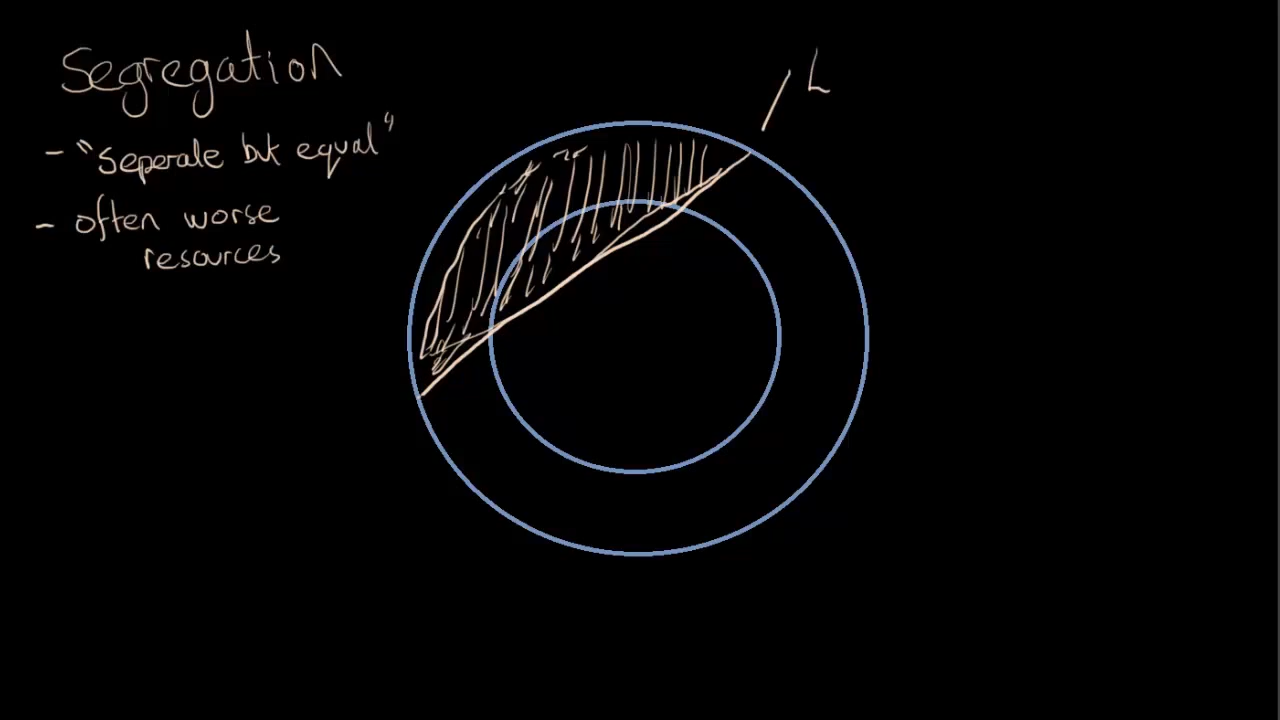 Segregation
- "Seperate but equal"
- often worse
resources
L